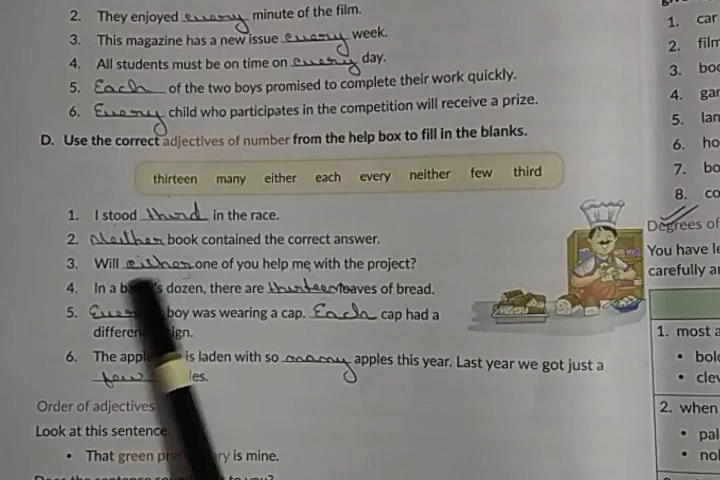 2. They enjoyed every minute of the film.
3. This magazine has a new issue every week.
4. All students must be on time on every day.
5. Each of the two boys promised to complete their work quickly.
6. Every child who participates in the competition will receive a prize.
D. Use the correct adjectives of number from the help box to fill in the blanks.
thirteen many either each every neither few third
1. I stood third in the race.
2. Neither book contained the correct answer.
3. Will either one of you help me with the project?
4. In a b 's dozen, there are thirteen loaves of bread.
5. Every boy was wearing a cap. Each cap had a
differen ign.
6. The appl is laden with so many apples this year. Last year we got just a
few les.
Order of adjectives
Look at this sentence.
• That green pr ry is mine.
1. car
2. film
3. boo
4. gar
5. lan
6. ho
7. bo
8. co
Degrees of
You have le
carefully a
1. most a
• bol
• cle
2. when
• pal
• no